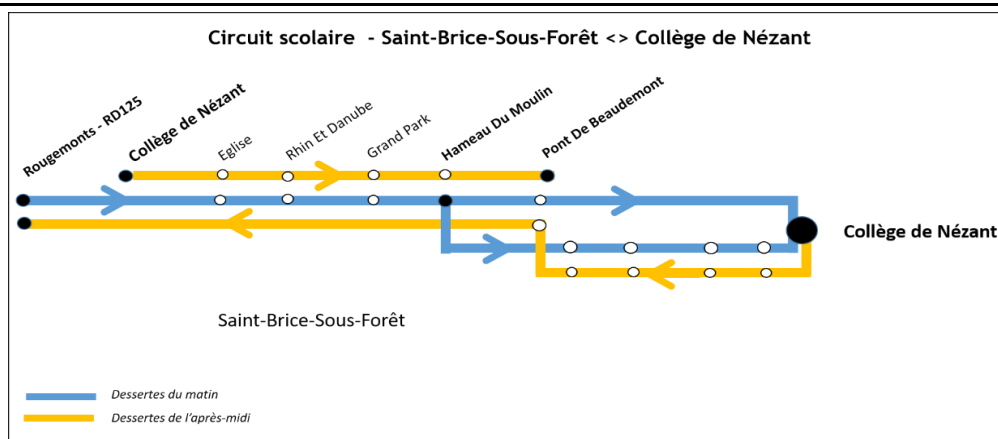 Circuit scolaire - Saint-Brice-Sous-Forêt <> Collège de Nézant
Rougemonts - RD125
Collège de Nézant
Eglise
Rhin Et Danube
Grand Park
Hameau Du Moulin
Pont De Beaudemont
Collège de Nézant
Saint-Brice-Sous-Forêt
Dessertes du matin
Dessertes de l'après-midi